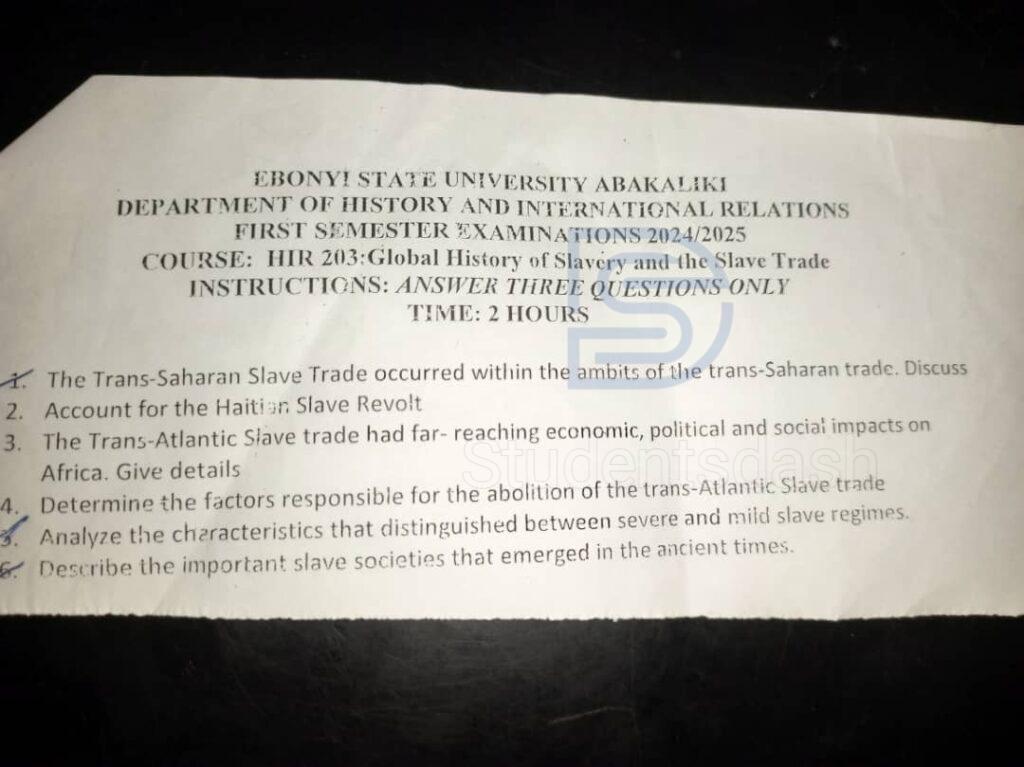 EBONYI STATE UNIVERSITY ABAKALIKI
DEPARTMENT OF HISTORY AND INTERNATIONAL RELATIONS
FIRST SEMESTER EXAMINATIONS 2024/2025
COURSE: HIR 203:Global History of Slavery and the Slave Trade
INSTRUCTIONS: ANSWER THREE QUESTIONS ONLY
TIME: 2 HOURS
1. The Trans-Saharan Slave Trade occurred within the ambits of the trans-Saharan trade. Discuss
2. Account for the Haitian Slave Revolt
3. The Trans-Atlantic Slave trade had far- reaching economic, political and social impacts on
Africa. Give details
Studentsdash
4. Determine the factors responsible for the abolition of the trans-Atlantic Slave trade
5. Analyze the characteristics that distinguished between severe and mild slave regimes.
6. Describe the important slave societies that emerged in the ancient times.